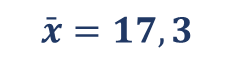 x̄ = 17,3